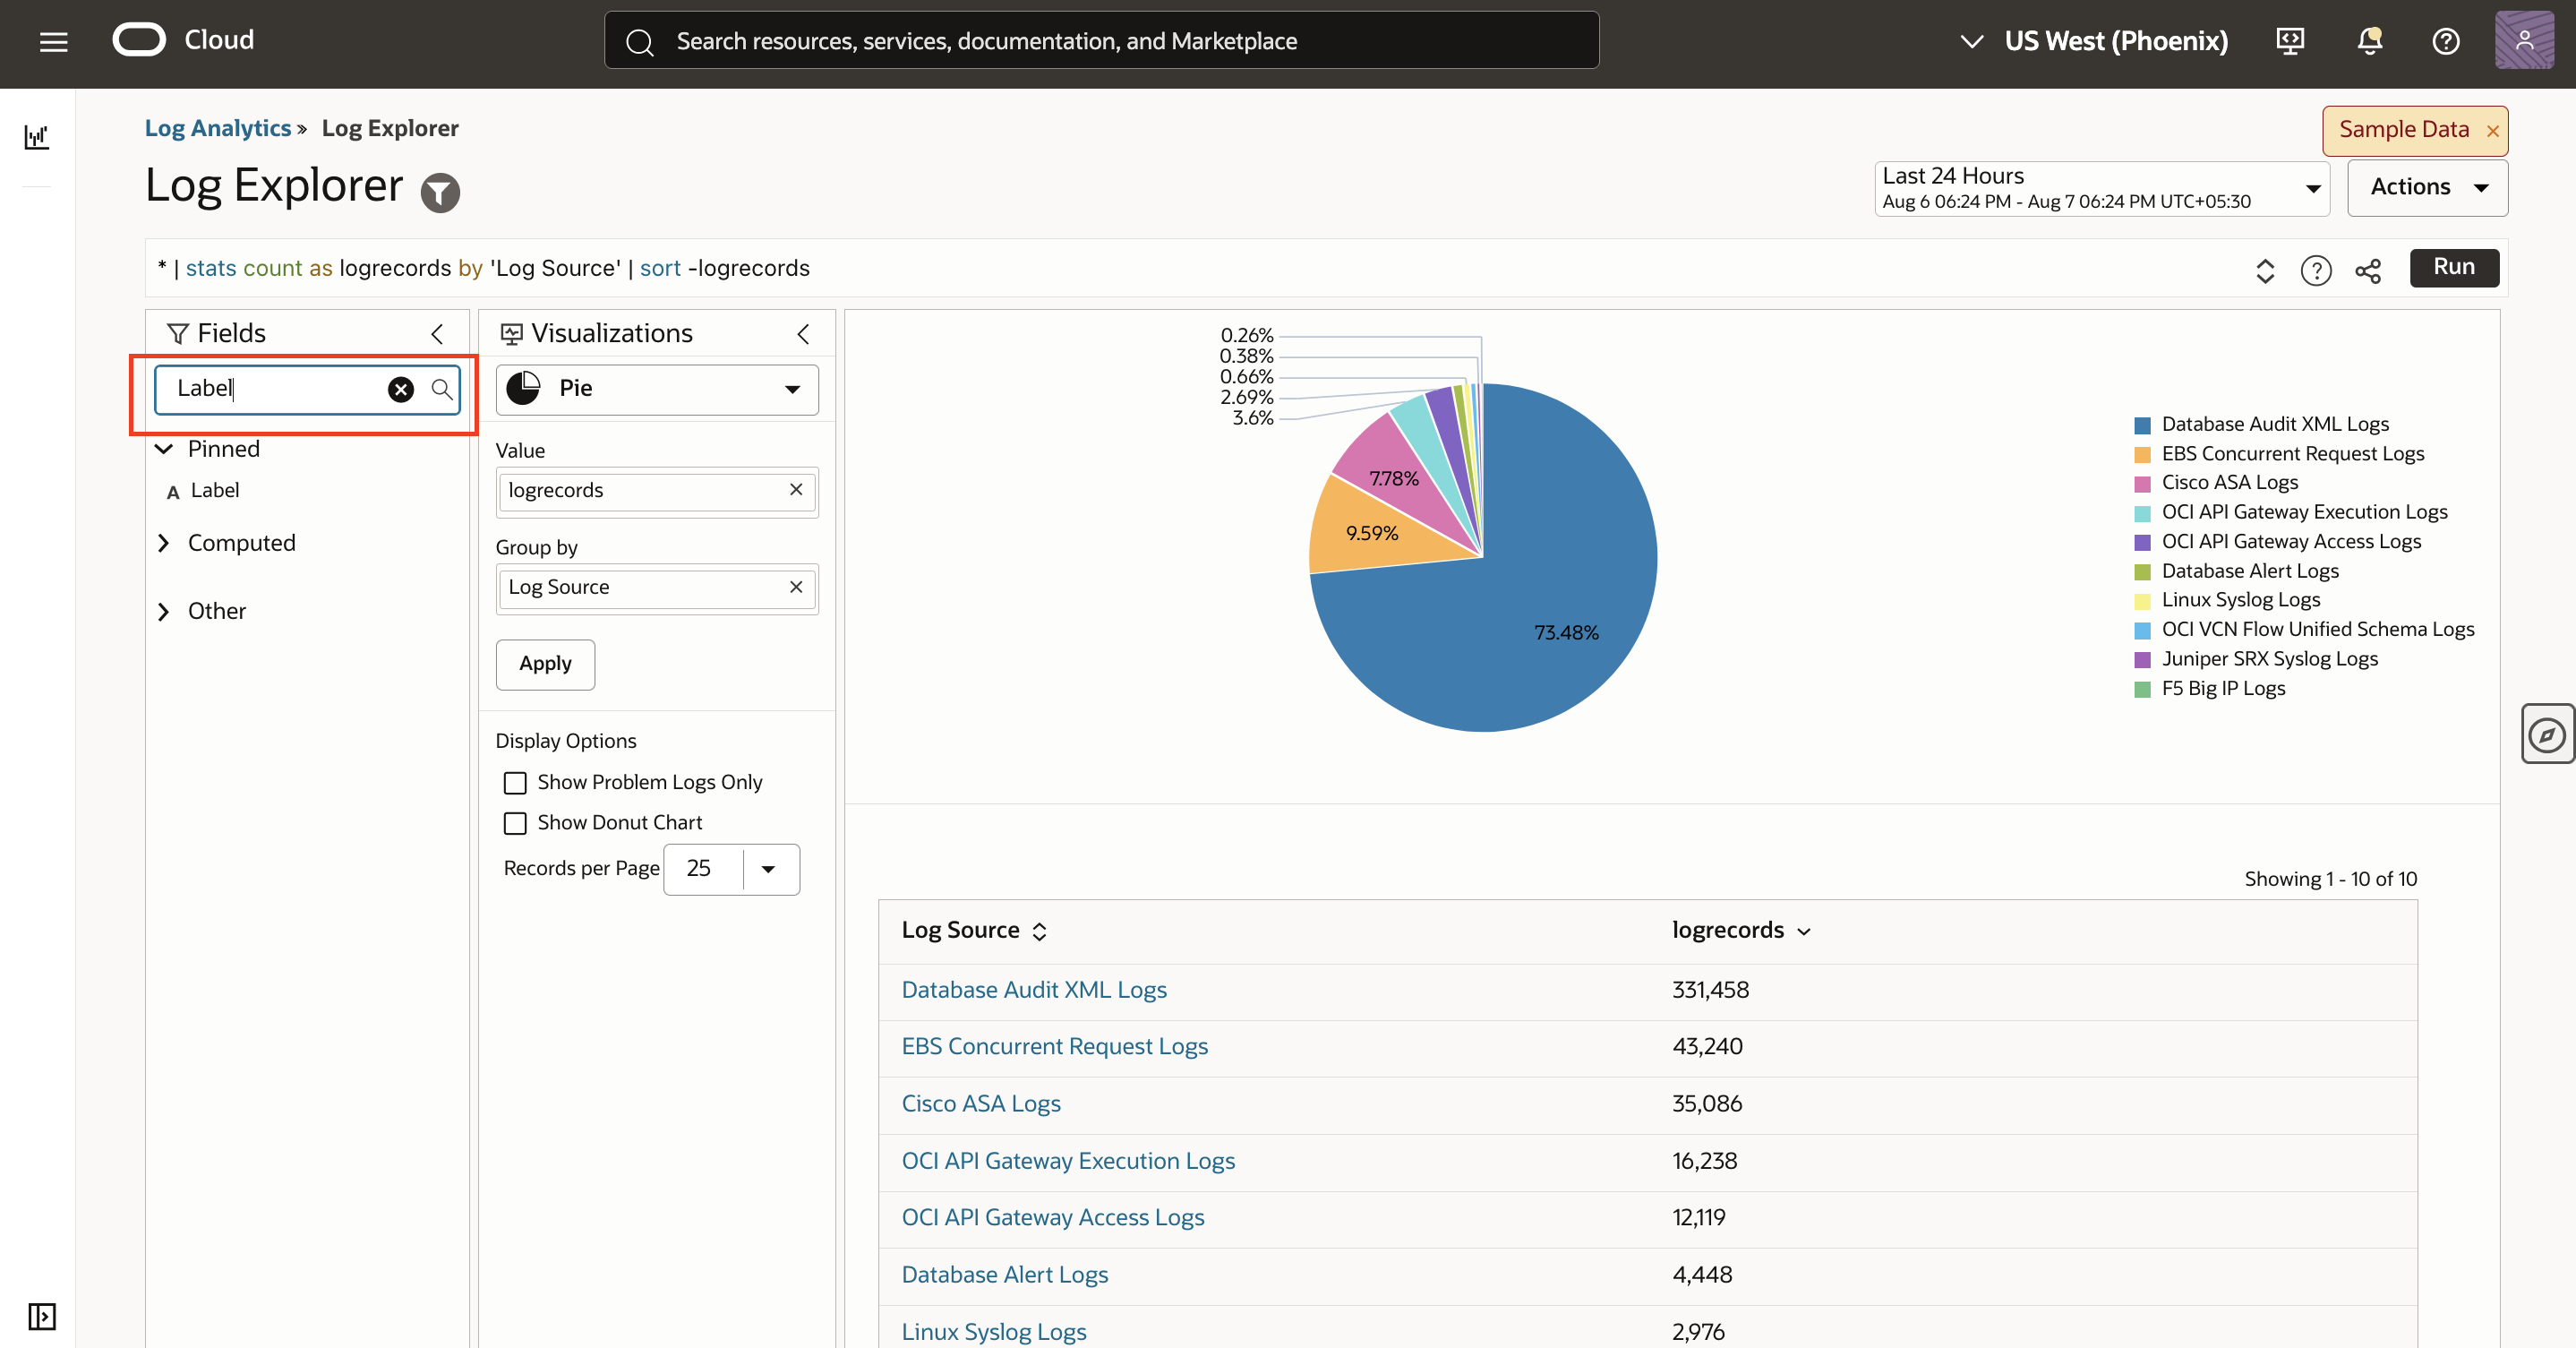 Cloud
Search resources, services, documentation, and Marketplace
US West (Phoenix)
Log Analytics » Log Explorer
Sample Data ×
Log Explorer
Last 24 Hours
Aug 6 06:24 PM - Aug 7 06:24 PM UTC+05:30
Actions
* | stats count as logrecords by 'Log Source' | sort -logrecords
Run
Fields
Label
Pinned
A Label
Computed
Other
Visualizations
Pie
Value
logrecords
Group by
Log Source
Apply
Display Options
Show Problem Logs Only
Show Donut Chart
Records per Page 25
0.26%
0.38%
0.66%
2.69%
3.6%
7.78%
9.59%
73.48%
Database Audit XML Logs
EBS Concurrent Request Logs
Cisco ASA Logs
OCI API Gateway Execution Logs
OCI API Gateway Access Logs
Database Alert Logs
Linux Syslog Logs
OCI VCN Flow Unified Schema Logs
Juniper SRX Syslog Logs
F5 Big IP Logs
Showing 1 - 10 of 10
Log Source logrecords
Database Audit XML Logs 331,458
EBS Concurrent Request Logs 43,240
Cisco ASA Logs 35,086
OCI API Gateway Execution Logs 16,238
OCI API Gateway Access Logs 12,119
Database Alert Logs 4,448
Linux Syslog Logs 2,976